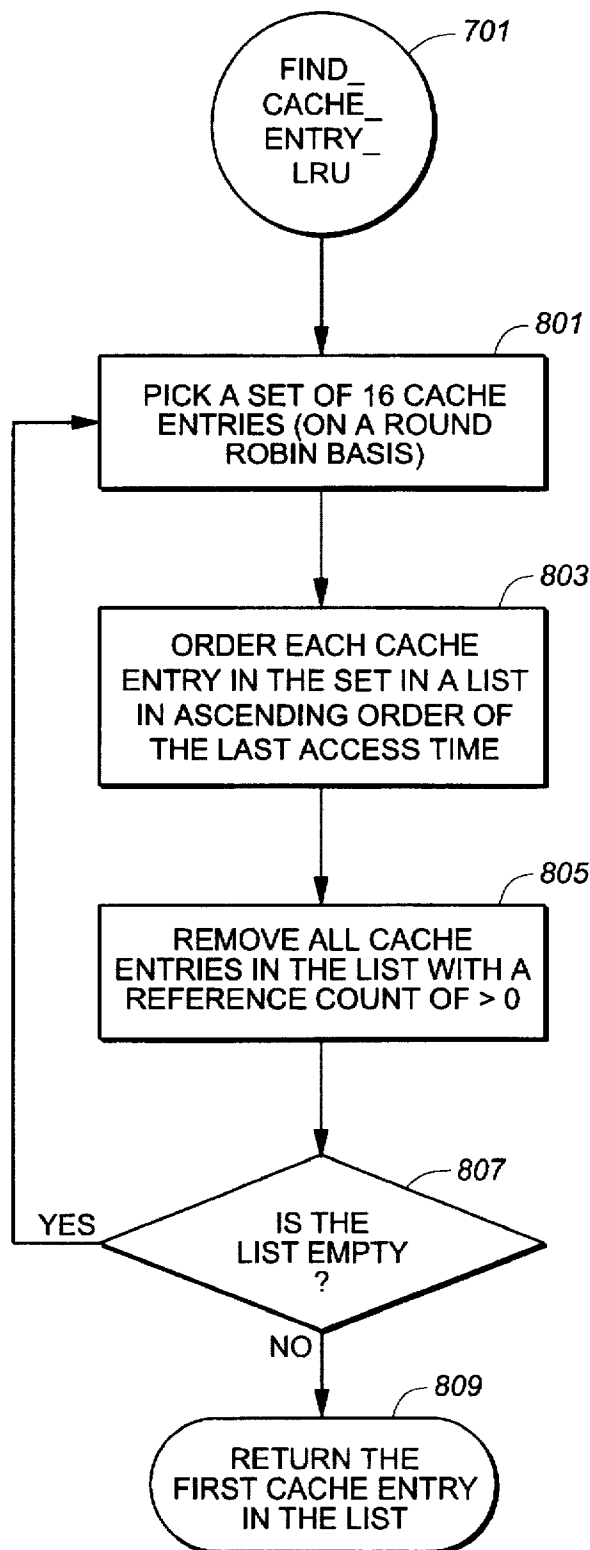 701
FIND_
CACHE_
ENTRY_
LRU
801
PICK A SET OF 16 CACHE
ENTRIES (ON A ROUND
ROBIN BASIS)
803
ORDER EACH CACHE
ENTRY IN THE SET IN A LIST
IN ASCENDING ORDER OF
THE LAST ACCESS TIME
805
REMOVE ALL CACHE
ENTRIES IN THE LIST WITH A
REFERENCE COUNT OF > 0
807
YES
IS THE
LIST EMPTY
?
NO
809
RETURN THE
FIRST CACHE ENTRY
IN THE LIST